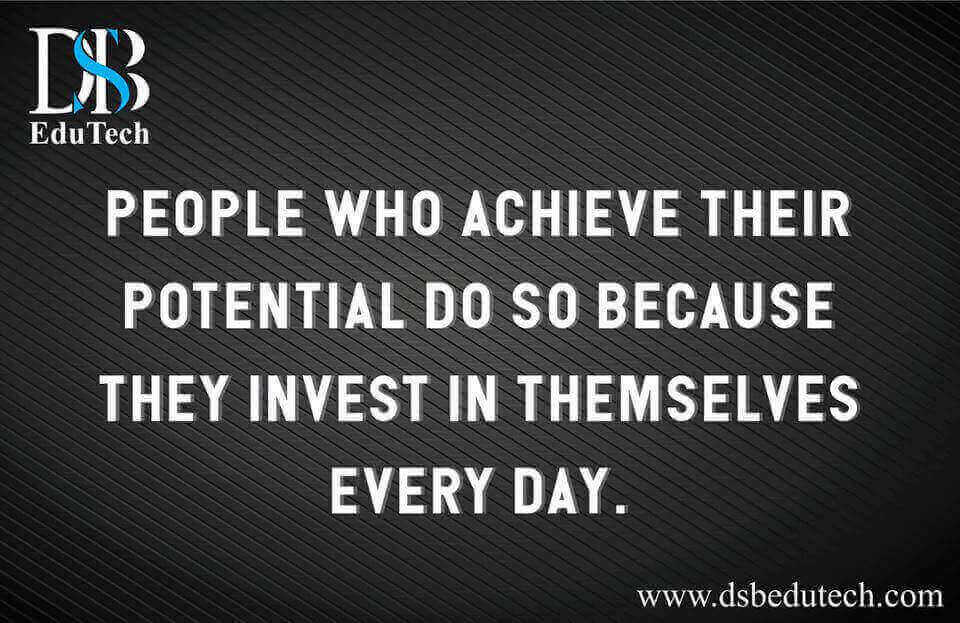 DSB
EduTech
PEOPLE WHO ACHIEVE THEIR
POTENTIAL DO SO BECAUSE
THEY INVEST IN THEMSELVES
EVERY DAY.
www.dsbedutech.com